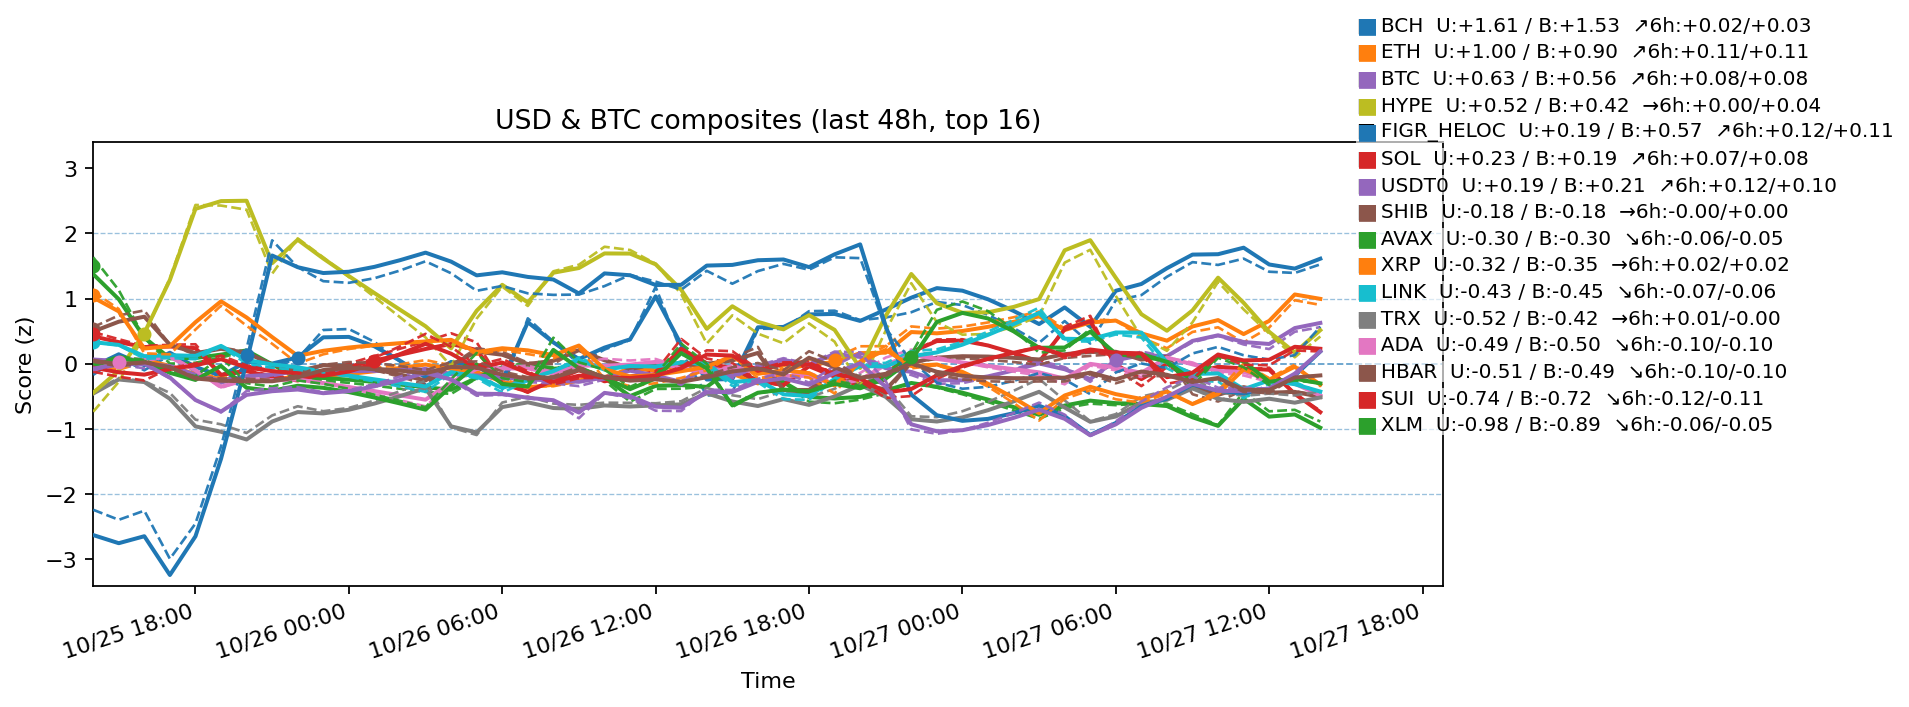 BCH  U:+1.61 / B:+1.53  ↗6h:+0.02/+0.03
ETH  U:+1.00 / B:+0.90  ↗6h:+0.11/+0.11
BTC  U:+0.63 / B:+0.56  ↗6h:+0.08/+0.08
HYPE  U:+0.52 / B:+0.42  →6h:+0.00/+0.04
FIGR_HELOC  U:+0.19 / B:+0.57  ↗6h:+0.12/+0.11
SOL  U:+0.23 / B:+0.19  ↗6h:+0.07/+0.08
USDT0  U:+0.19 / B:+0.21  ↗6h:+0.12/+0.10
SHIB  U:-0.18 / B:-0.18  →6h:-0.00/+0.00
AVAX  U:-0.30 / B:-0.30  ↘6h:-0.06/-0.05
XRP  U:-0.32 / B:-0.35  →6h:+0.02/+0.02
LINK  U:-0.43 / B:-0.45  ↘6h:-0.07/-0.06
TRX  U:-0.52 / B:-0.42  →6h:+0.01/-0.00
ADA  U:-0.49 / B:-0.50  ↘6h:-0.10/-0.10
HBAR  U:-0.51 / B:-0.49  ↘6h:-0.10/-0.10
SUI  U:-0.74 / B:-0.72  ↘6h:-0.12/-0.11
XLM  U:-0.98 / B:-0.89  ↘6h:-0.06/-0.05
USD & BTC composites (last 48h, top 16)
Score (z)
3
2
1
0
−1
−2
−3
10/25 18:00
10/26 00:00
10/26 06:00
10/26 12:00
10/26 18:00
10/27 00:00
10/27 06:00
10/27 12:00
10/27 18:00
Time